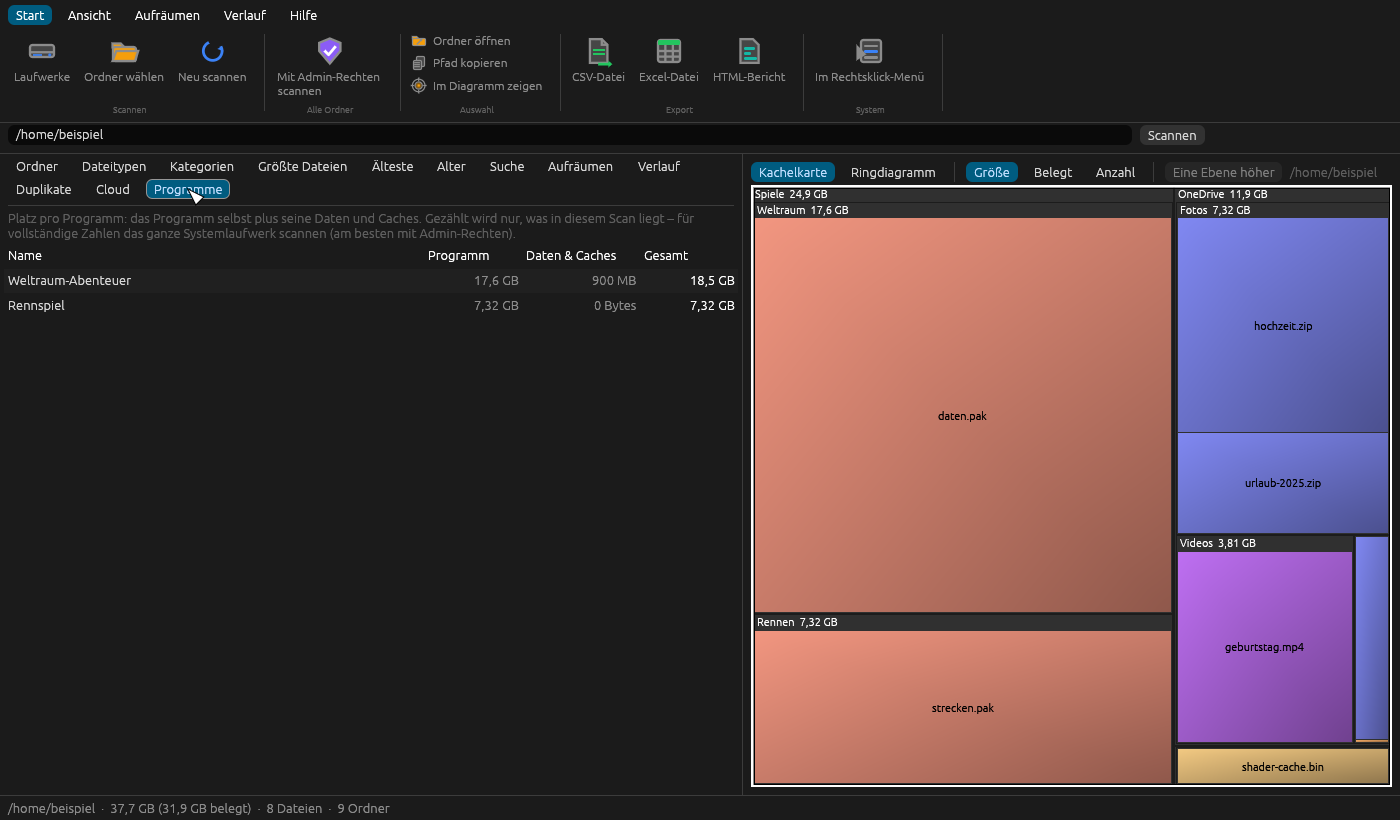 Start Ansicht Aufräumen Verlauf Hilfe
Laufwerke Ordner wählen Neu scannen
Scannen
Mit Admin-Rechten
scannen
Alle Ordner
Ordner öffnen
Pfad kopieren
Im Diagramm zeigen
Auswahl
CSV-Datei Excel-Datei HTML-Bericht
Export
Im Rechtsklick-Menü
System
/home/beispiel Scannen
Ordner Dateitypen Kategorien Größte Dateien Älteste Alter Suche Aufräumen Verlauf
Duplikate Cloud Programme
Platz pro Programm: das Programm selbst plus seine Daten und Caches. Gezählt wird nur, was in diesem Scan liegt – für
vollständige Zahlen das ganze Systemlaufwerk scannen (am besten mit Admin-Rechten).
Name Programm Daten & Caches Gesamt
Weltraum-Abenteuer 17,6 GB 900 MB 18,5 GB
Rennspiel 7,32 GB 0 Bytes 7,32 GB
Kachelkarte Ringdiagramm Größe Belegt Anzahl Eine Ebene höher /home/beispiel
Spiele 24,9 GB
Weltraum 17,6 GB
daten.pak
Rennen 7,32 GB
strecken.pak
OneDrive 11,9 GB
Fotos 7,32 GB
hochzeit.zip
urlaub-2025.zip
Videos 3,81 GB
geburtstag.mp4
shader-cache.bin
/home/beispiel · 37,7 GB (31,9 GB belegt) · 8 Dateien · 9 Ordner